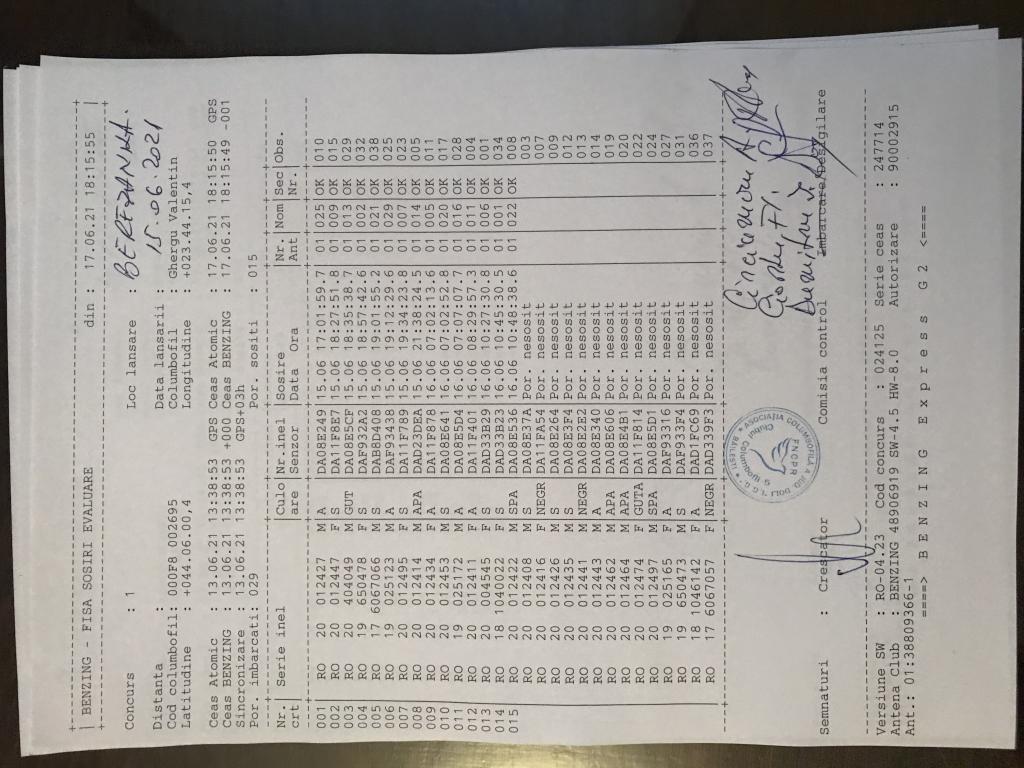 BENZING - FISA SOSIRI EVALUARE din : 17.06.21 18:15:55
Concurs : 1 Loc lansare : BEREZANKA
Distanta : Data lansarii : 15.06.2021
Cod columbofil: 000F8 002695 Columbofil : Ghergu Valentin
Latitudine : +044.06.00,4 Longitudine : +023.44.15,4
Ceas Atomic : 13.06.21 13:38:53 GPS Ceas Atomic : 17.06.21 18:15:50 GPS
Ceas BENZING : 13.06.21 13:38:53 +000 Ceas BENZING : 17.06.21 18:15:49 -001
Sincronizare : 13.06.21 13:38:53 GPS+03h
Por. imbarcati: 029 Por. sositi : 015
Nr.| Serie inel |Culo|Nr.inel |Sosire |Nr.|Nom|Sec|Obs.
crt| |are |Senzor |Data Ora |Ant| |Nr.|
001 RO 20 012427 M A DA08E249 15.06 17:01:59.7 01 025 OK 010
002 RO 20 012447 F S DA11F8E7 15.06 18:27:51.8 01 009 OK 015
003 RO 20 404049 M GUT DA08E5CF 15.06 18:35:38.7 01 013 OK 029
004 RO 19 650478 F S DAF932A2 15.06 18:57:42.6 01 002 OK 032
005 RO 17 6067068 M S DABBD408 15.06 19:01:55.2 01 021 OK 038
006 RO 19 025123 M A DAF93438 15.06 19:12:29.6 01 029 OK 025
007 RO 20 012495 F S DA11F789 15.06 19:34:23.8 01 007 OK 023
008 RO 20 012414 M APA DAD23DEA 15.06 21:38:24.5 01 014 OK 005
009 RO 20 012434 F A DA11F878 16.06 07:02:13.6 01 005 OK 011
010 RO 20 012453 M S DA08E641 16.06 07:02:52.8 01 020 OK 017
011 RO 19 025172 M A DA08E5D4 16.06 07:07:07.7 01 016 OK 028
012 RO 20 012411 F A DA11F401 16.06 08:29:57.7 01 011 OK 004
013 RO 20 004545 F S DAD33B29 16.06 10:27:30.8 01 006 OK 001
014 RO 18 1040022 F S DAD33B23 16.06 10:45:30.5 01 001 OK 034
015 RO 20 012422 M SPA DA08E536 16.06 10:48:38.6 01 022 OK 008
RO 20 012408 M S DA08E37A Por. nesosit 003
RO 20 012416 F NEGR DA11FA54 Por. nesosit 007
RO 20 012426 M S DA08E264 Por. nesosit 009
RO 20 012435 M S DA08E3F4 Por. nesosit 012
RO 20 012441 M NEGR DA08E2E2 Por. nesosit 013
RO 20 012443 M A DA08E340 Por. nesosit 014
RO 20 012462 M APA DA08E606 Por. nesosit 019
RO 20 012464 M APA DA08E4B1 Por. nesosit 020
RO 20 012474 F GUTA DA11F814 Por. nesosit 022
RO 20 012497 M SPA DA08E5D1 Por. nesosit 024
RO 19 025165 F A DAF93316 Por. nesosit 027
RO 19 650473 M S DAF933F4 Por. nesosit 031
RO 18 1046142 F A DAD1FC69 Por. nesosit 036
RO 17 6067057 F NEGR DAD339F3 Por. nesosit 037
ASOCIAȚIA COLUMBOFILĂ A JUD. DOLJ "I.G.G." FNCPR BĂILEȘTI
Semnaturi : Crescator Comisia control Imbarcare/Desigilare
Versiune SW : RO-04.23 Cod concurs : 024125 Serie ceas : 247714
Antena Club : BENZING 48906919 SW-4.5 HW-8.0 Autorizare : 90002915
Ant.: 01:38809366-1
====> B E N Z I N G E x p r e s s G 2 <====